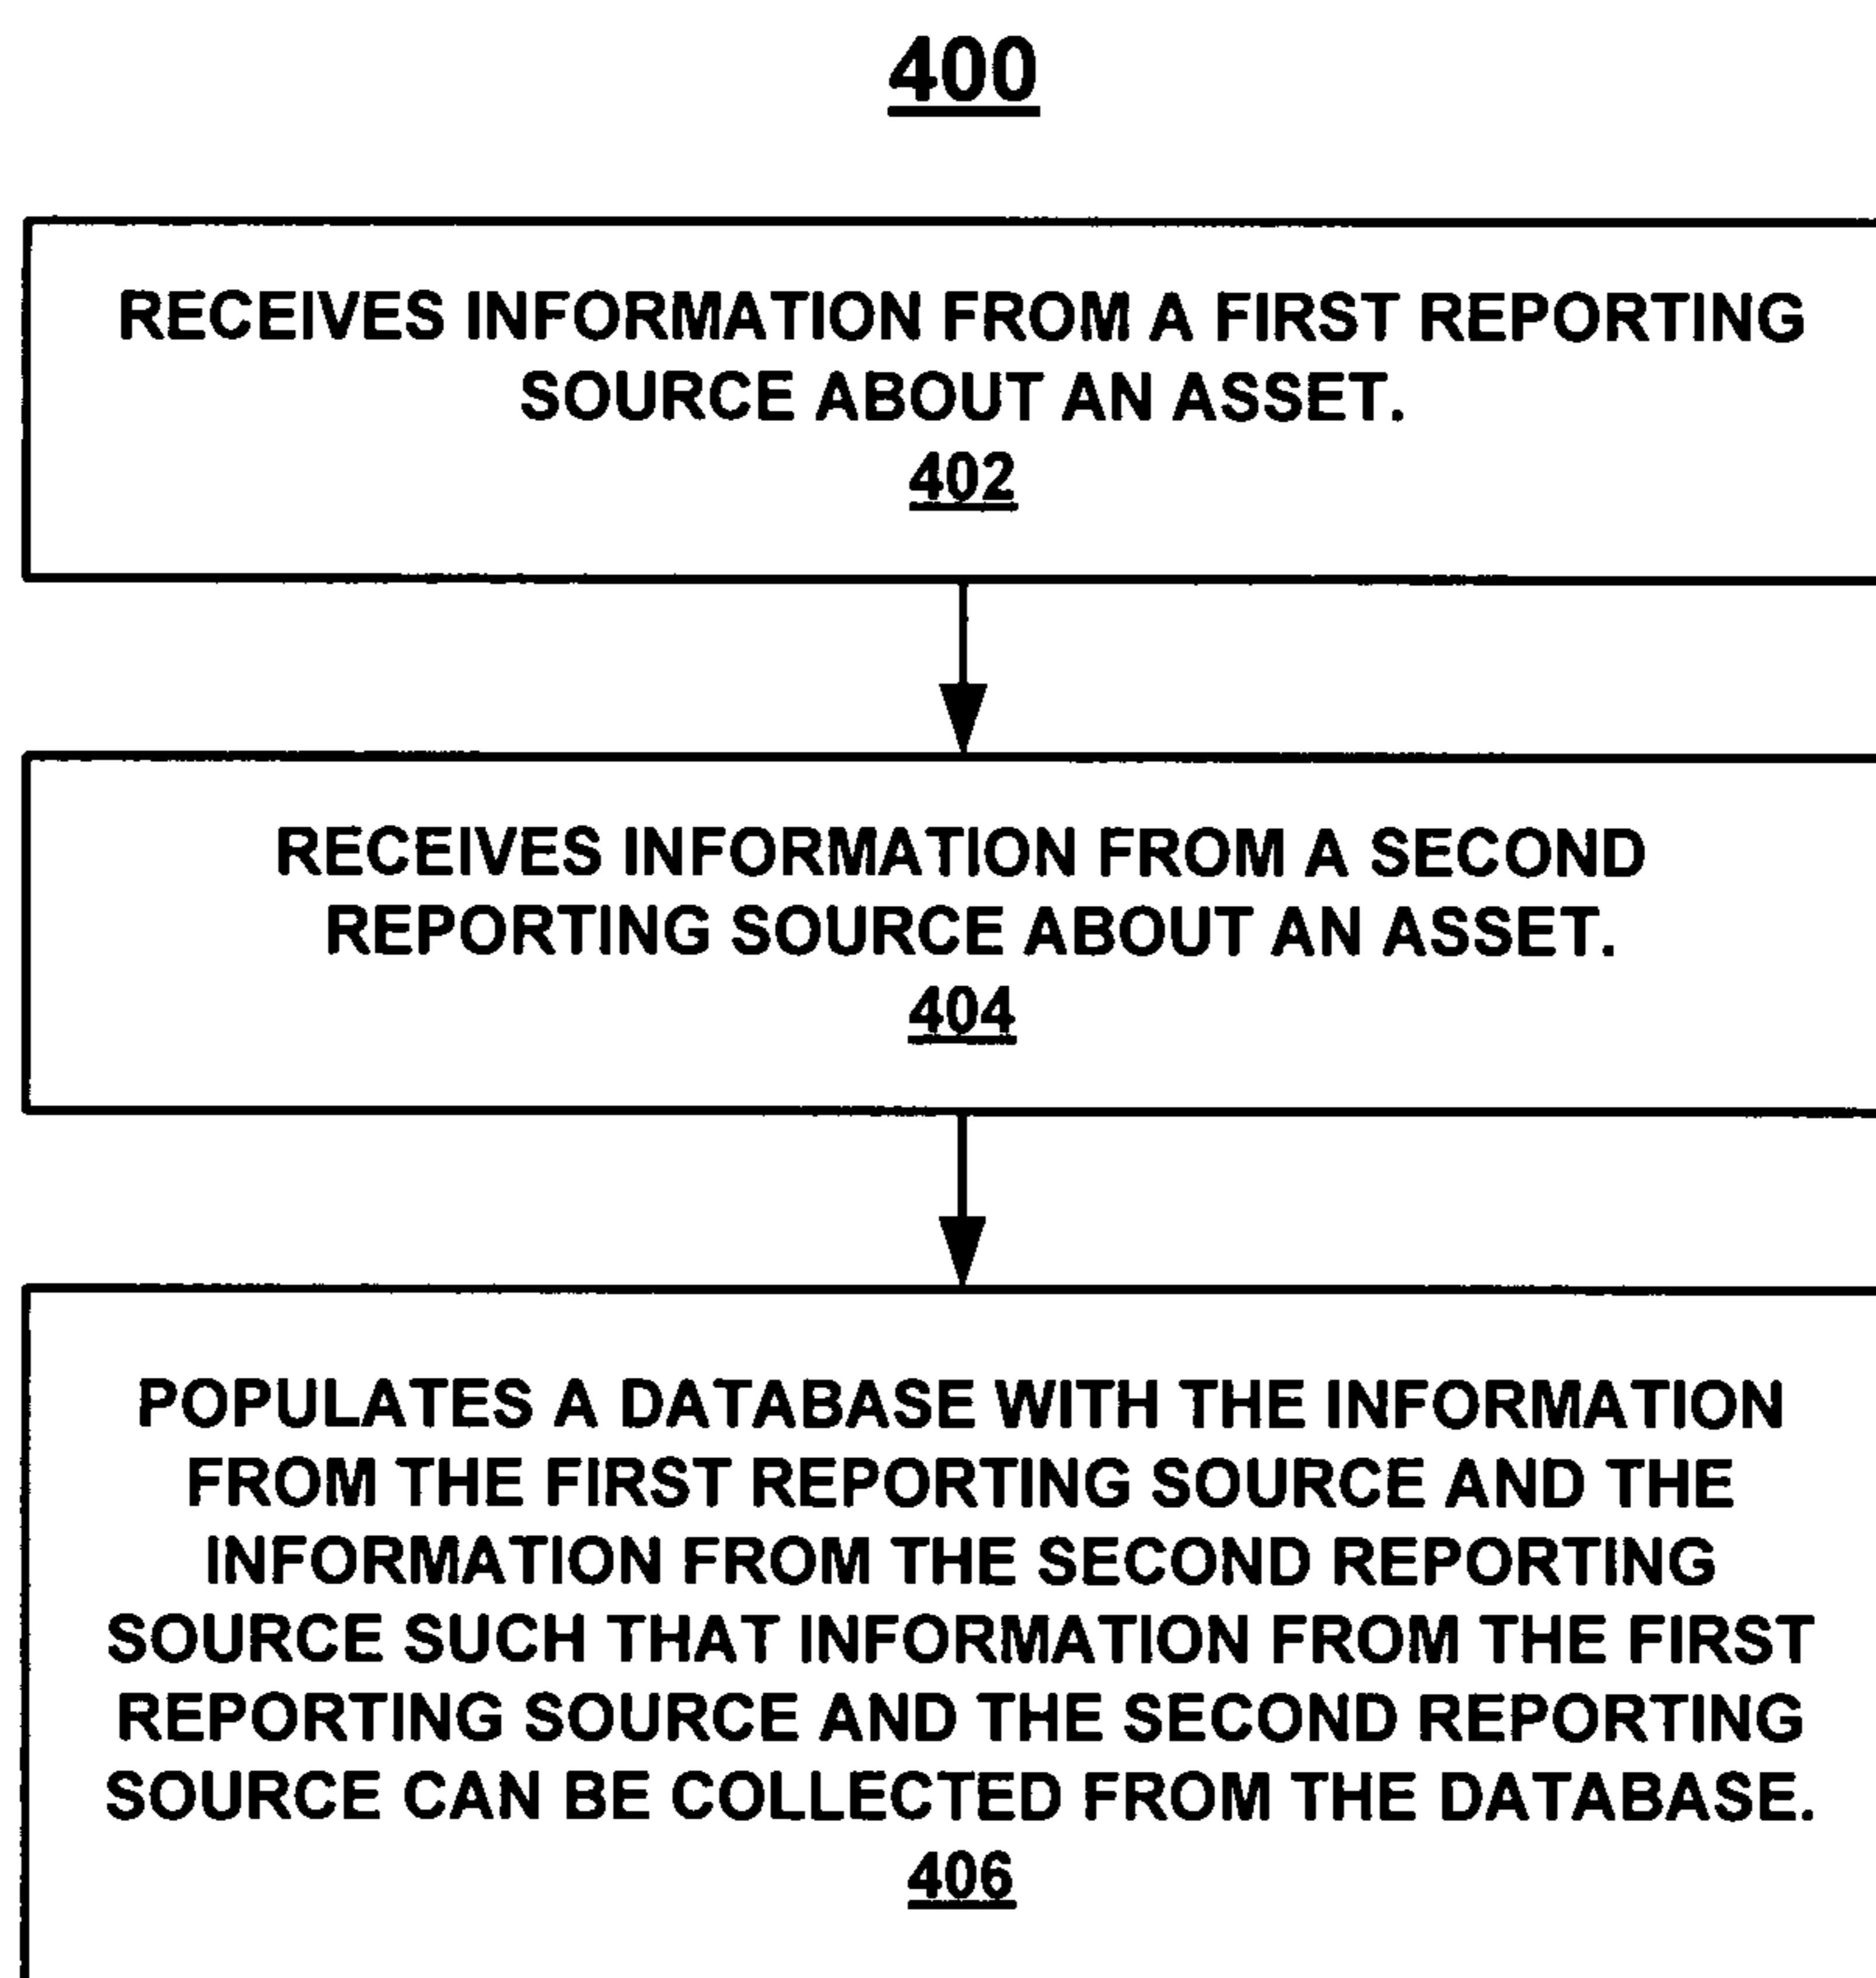 400
RECEIVES INFORMATION FROM A FIRST REPORTING
SOURCE ABOUT AN ASSET.
402
RECEIVES INFORMATION FROM A SECOND
REPORTING SOURCE ABOUT AN ASSET.
404
POPULATES A DATABASE WITH THE INFORMATION
FROM THE FIRST REPORTING SOURCE AND THE
INFORMATION FROM THE SECOND REPORTING
SOURCE SUCH THAT INFORMATION FROM THE FIRST
REPORTING SOURCE AND THE SECOND REPORTING
SOURCE CAN BE COLLECTED FROM THE DATABASE.
406